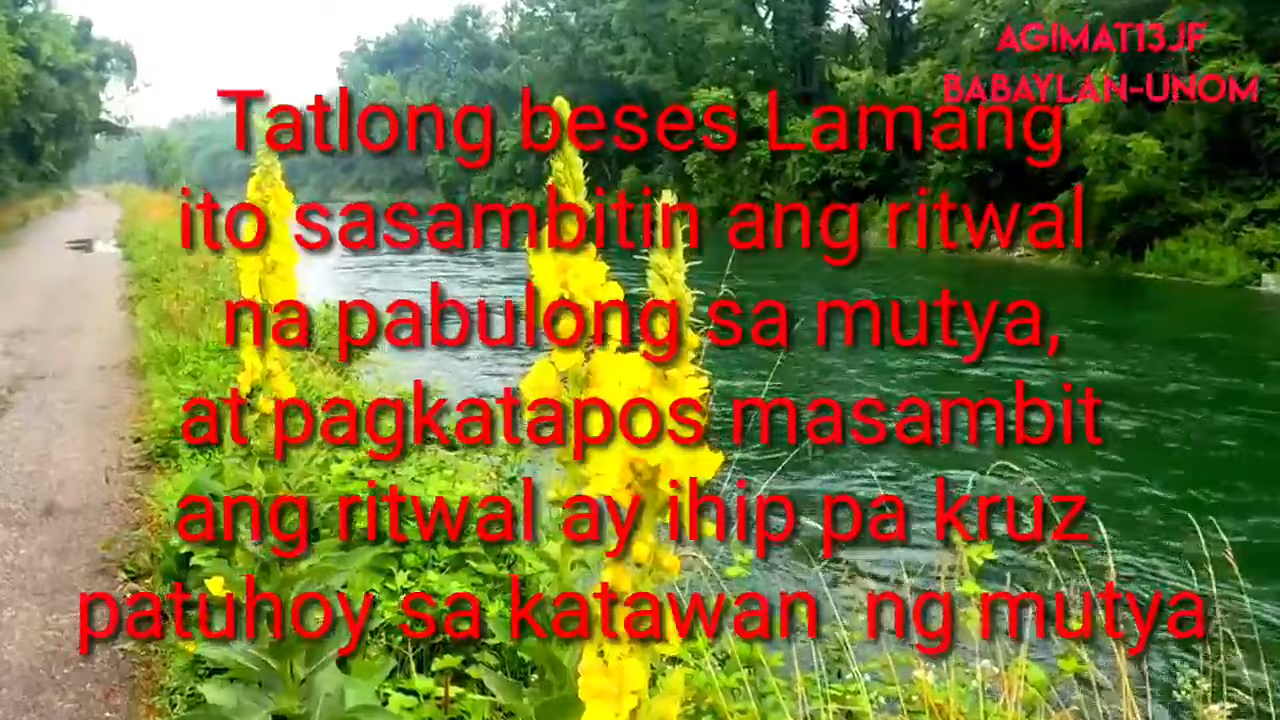 AGIMAT13JF
BABAYLAN-UNOM
Tatlong beses Lamang
ito sasambitin ang ritwal
na pabulong sa mutya,
at pagkatapos masambit
ang ritwal ay ihip pa kruz
patuhoy sa katawan ng mutya